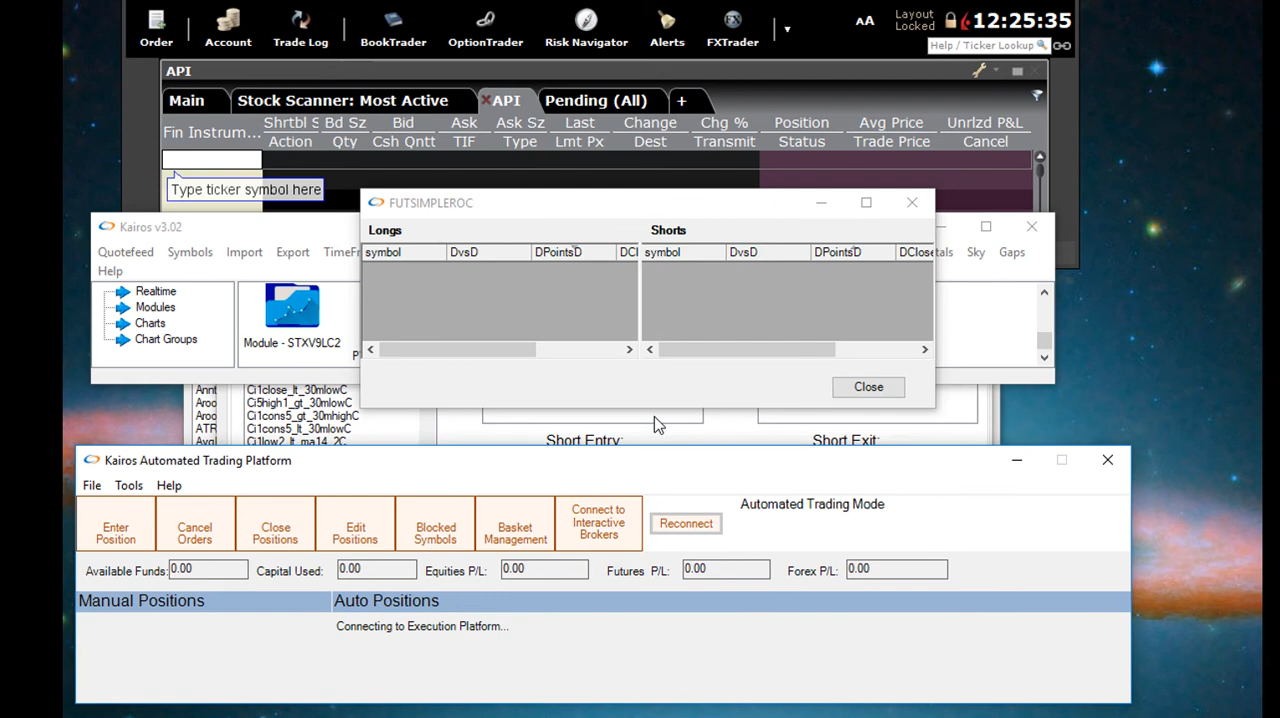 Order
Account
Trade Log
BookTrader
OptionTrader
Risk Navigator
Alerts
FXTrader
AA
Layout
Locked
12:25:35
Help / Ticker Lookup
API
Main
Stock Scanner: Most Active
API
Pending (All)
+
Fin Instrum...
Shrtbl S
Bd Sz
Bid
Ask
Ask Sz
Last
Change
Chg %
Position
Avg Price
Unrlzd P&L
Action
Qty
Csh Qntt
TIF
Type
Lmt Px
Dest
Transmit
Status
Trade Price
Cancel
Type ticker symbol here
FUTSIMPLEROC
Longs
Shorts
symbol
DvsD
DPointsD
DCl
symbol
DvsD
DPointsD
DClose
Close
Kairos v3.02
Quotefeed
Symbols
Import
Export
TimeFr
tals
Sky
Gaps
Help
Realtime
Modules
Charts
Chart Groups
Module - STXV9LC2
P
Annt
Aroo
Aroo
ATR
Avgl
Ci1close_lt_30mlowC
Ci5high1_gt_30mlowC
Ci1cons5_gt_30mhighC
Ci1cons5_lt_30mlowC
Ci1low2_lt_ma14_2C
Short Entry:
Short Exit:
Kairos Automated Trading Platform
File
Tools
Help
Enter
Position
Cancel
Orders
Close
Positions
Edit
Positions
Blocked
Symbols
Basket
Management
Connect to
Interactive
Brokers
Reconnect
Automated Trading Mode
Available Funds: 0.00
Capital Used: 0.00
Equities P/L: 0.00
Futures P/L: 0.00
Forex P/L: 0.00
Manual Positions
Auto Positions
Connecting to Execution Platform...